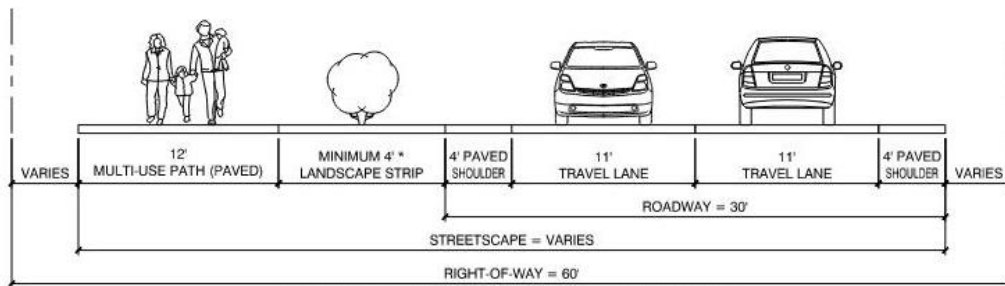 VARIES
12'
MULTI-USE PATH (PAVED)
MINIMUM 4' *
LANDSCAPE STRIP
4' PAVED
SHOULDER
11'
TRAVEL LANE
11'
TRAVEL LANE
4' PAVED
SHOULDER
VARIES
ROADWAY = 30'
STREETSCAPE = VARIES
RIGHT-OF-WAY = 60'